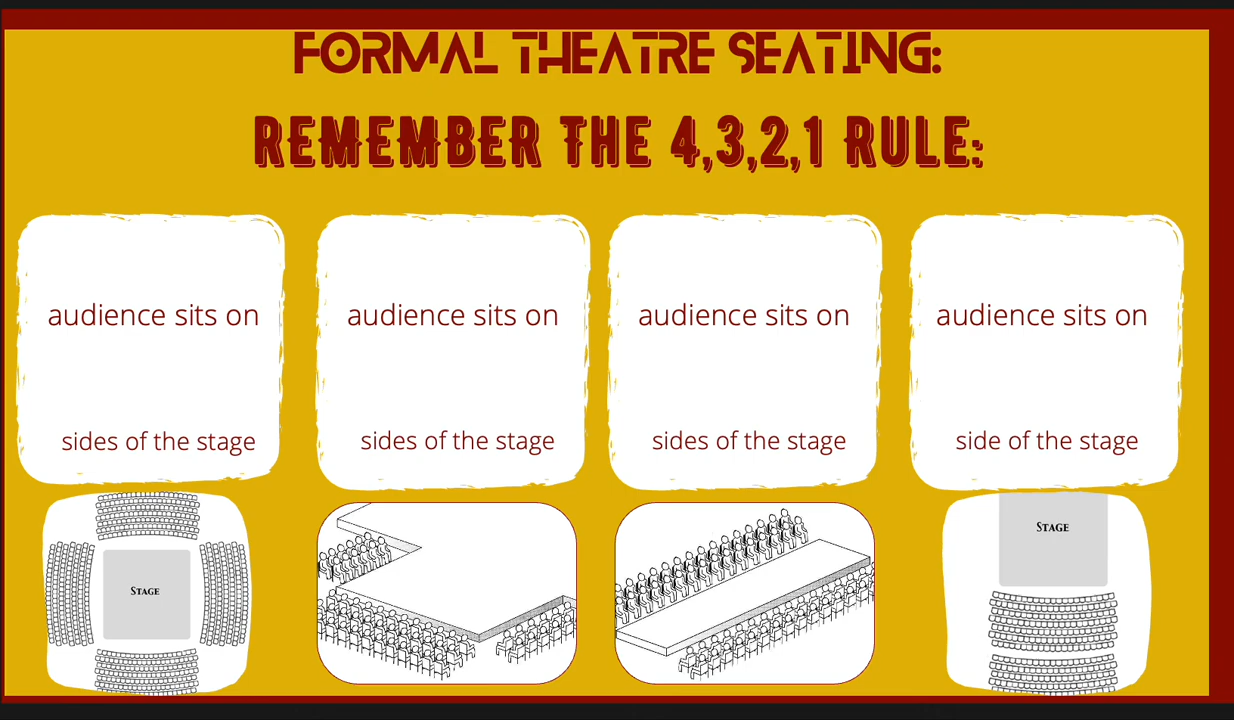 FORMAL THEATRE SEATING:
REMEMBER THE 4,3,2,1 RULE:
audience sits on
sides of the stage
audience sits on
sides of the stage
audience sits on
sides of the stage
audience sits on
side of the stage
STAGE
STAGE